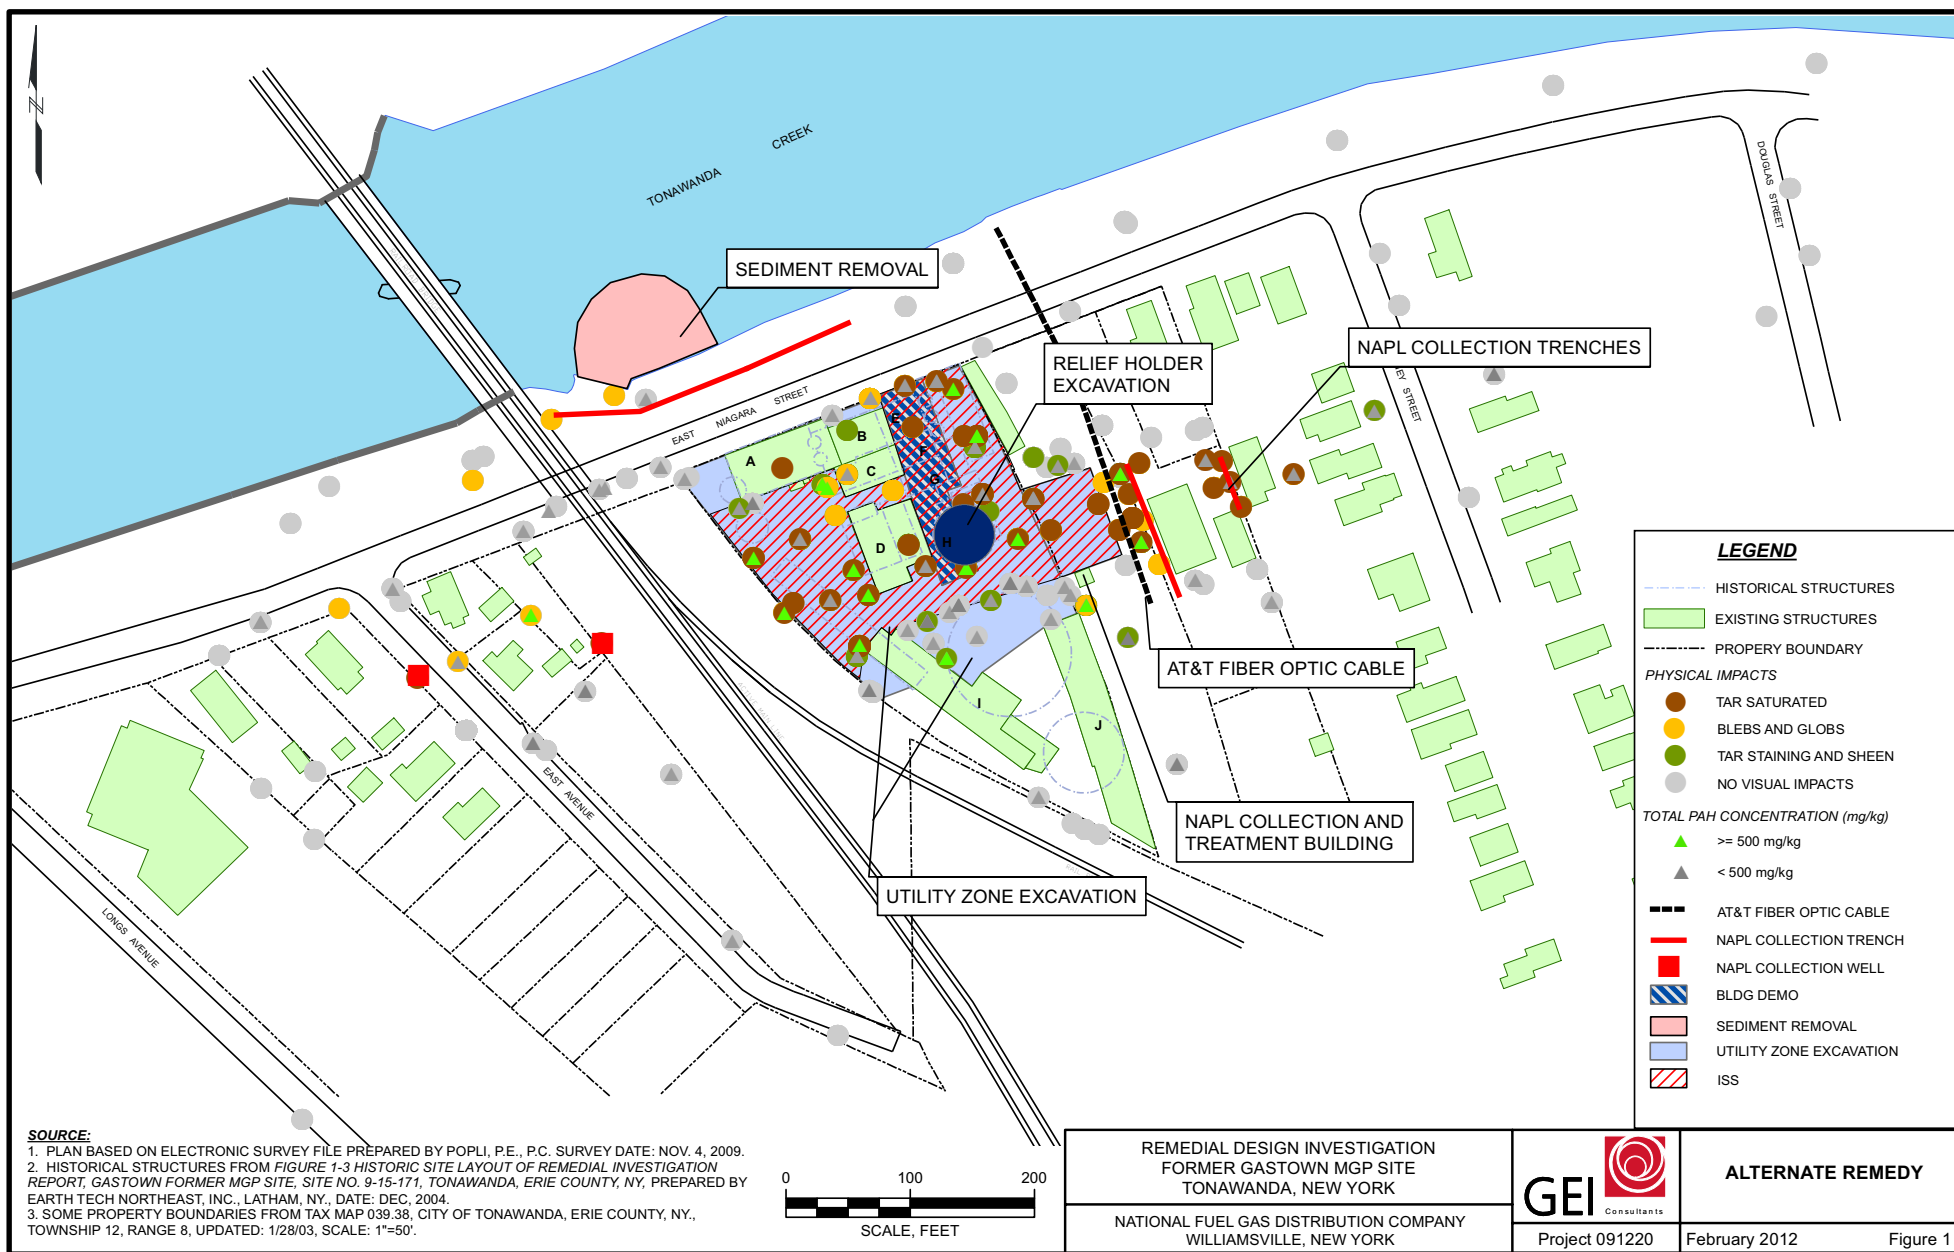 N
TONAWANDA
CREEK
SEDIMENT REMOVAL
RELIEF HOLDER
EXCAVATION
NAPL COLLECTION TRENCHES
DOUGLAS STREET
EY STREET
EAST NIAGARA STREET
A
B
C
D
E
F
G
H
I
J
AT&T FIBER OPTIC CABLE
NAPL COLLECTION AND
TREATMENT BUILDING
UTILITY ZONE EXCAVATION
EAST AVENUE
LONGS AVENUE
LEGEND
HISTORICAL STRUCTURES
EXISTING STRUCTURES
PROPERY BOUNDARY
PHYSICAL IMPACTS
TAR SATURATED
BLEBS AND GLOBS
TAR STAINING AND SHEEN
NO VISUAL IMPACTS
TOTAL PAH CONCENTRATION (mg/kg)
>= 500 mg/kg
< 500 mg/kg
AT&T FIBER OPTIC CABLE
NAPL COLLECTION TRENCH
NAPL COLLECTION WELL
BLDG DEMO
SEDIMENT REMOVAL
UTILITY ZONE EXCAVATION
ISS
SOURCE:
1. PLAN BASED ON ELECTRONIC SURVEY FILE PREPARED BY POPLI, P.E., P.C. SURVEY DATE: NOV. 4, 2009.
2. HISTORICAL STRUCTURES FROM FIGURE 1-3 HISTORIC SITE LAYOUT OF REMEDIAL INVESTIGATION
REPORT, GASTOWN FORMER MGP SITE, SITE NO. 9-15-171, TONAWANDA, ERIE COUNTY, NY, PREPARED BY
EARTH TECH NORTHEAST, INC., LATHAM, NY., DATE: DEC, 2004.
3. SOME PROPERTY BOUNDARIES FROM TAX MAP 039.38, CITY OF TONAWANDA, ERIE COUNTY, NY.,
TOWNSHIP 12, RANGE 8, UPDATED: 1/28/03, SCALE: 1"=50'.
0 100 200
SCALE, FEET
REMEDIAL DESIGN INVESTIGATION
FORMER GASTOWN MGP SITE
TONAWANDA, NEW YORK
NATIONAL FUEL GAS DISTRIBUTION COMPANY
WILLIAMSVILLE, NEW YORK
GEI
Consultants
Project 091220
ALTERNATE REMEDY
February 2012
Figure 1